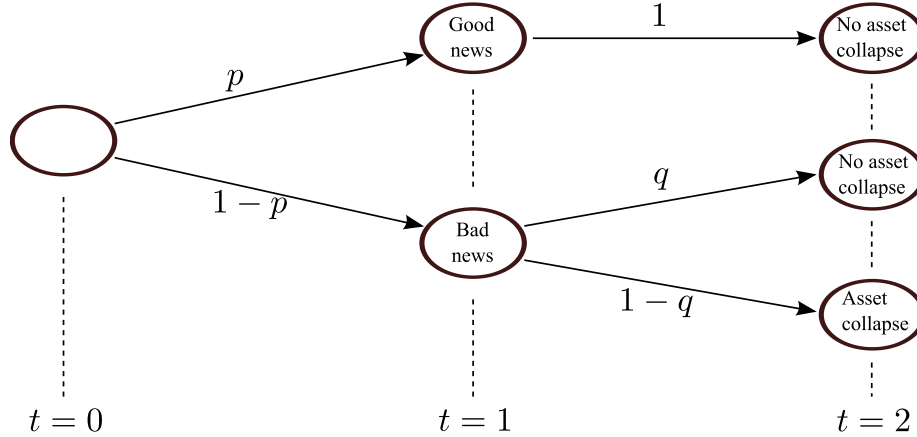 Good
news
1
No asset
collapse
p
1 − p
q
No asset
collapse
Bad
news
1 − q
Asset
collapse
t = 0
t = 1
t = 2